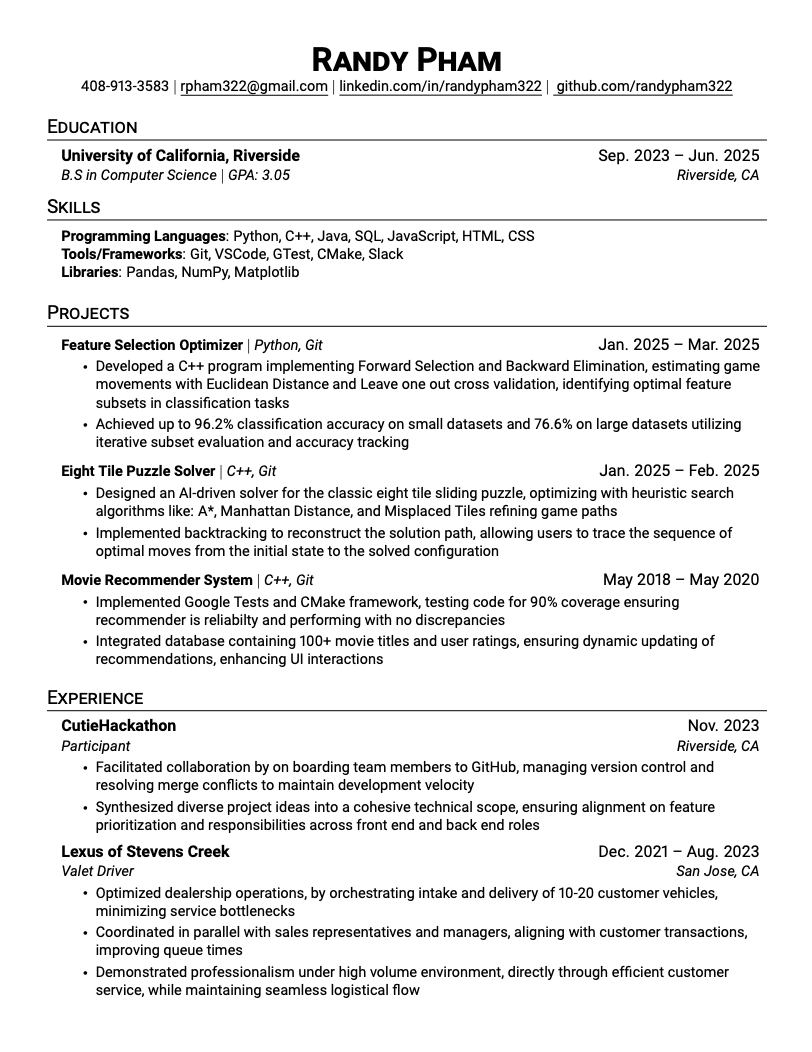 RANDY PHAM
408-913-3583 | rpham322@gmail.com | linkedin.com/in/randypham322 | github.com/randypham322
EDUCATION
University of California, Riverside Sep. 2023 – Jun. 2025
B.S in Computer Science | GPA: 3.05 Riverside, CA
SKILLS
Programming Languages: Python, C++, Java, SQL, JavaScript, HTML, CSS
Tools/Frameworks: Git, VSCode, GTest, CMake, Slack
Libraries: Pandas, NumPy, Matplotlib
PROJECTS
Feature Selection Optimizer | Python, Git Jan. 2025 – Mar. 2025
• Developed a C++ program implementing Forward Selection and Backward Elimination, estimating game
movements with Euclidean Distance and Leave one out cross validation, identifying optimal feature
subsets in classification tasks
• Achieved up to 96.2% classification accuracy on small datasets and 76.6% on large datasets utilizing
iterative subset evaluation and accuracy tracking
Eight Tile Puzzle Solver | C++, Git Jan. 2025 – Feb. 2025
• Designed an AI-driven solver for the classic eight tile sliding puzzle, optimizing with heuristic search
algorithms like: A*, Manhattan Distance, and Misplaced Tiles refining game paths
• Implemented backtracking to reconstruct the solution path, allowing users to trace the sequence of
optimal moves from the initial state to the solved configuration
Movie Recommender System | C++, Git May 2018 – May 2020
• Implemented Google Tests and CMake framework, testing code for 90% coverage ensuring
recommender is reliabilty and performing with no discrepancies
• Integrated database containing 100+ movie titles and user ratings, ensuring dynamic updating of
recommendations, enhancing UI interactions
EXPERIENCE
CutieHackathon Nov. 2023
Participant Riverside, CA
• Facilitated collaboration by on boarding team members to GitHub, managing version control and
resolving merge conflicts to maintain development velocity
• Synthesized diverse project ideas into a cohesive technical scope, ensuring alignment on feature
prioritization and responsibilities across front end and back end roles
Lexus of Stevens Creek Dec. 2021 – Aug. 2023
Valet Driver San Jose, CA
• Optimized dealership operations, by orchestrating intake and delivery of 10-20 customer vehicles,
minimizing service bottlenecks
• Coordinated in parallel with sales representatives and managers, aligning with customer transactions,
improving queue times
• Demonstrated professionalism under high volume environment, directly through efficient customer
service, while maintaining seamless logistical flow